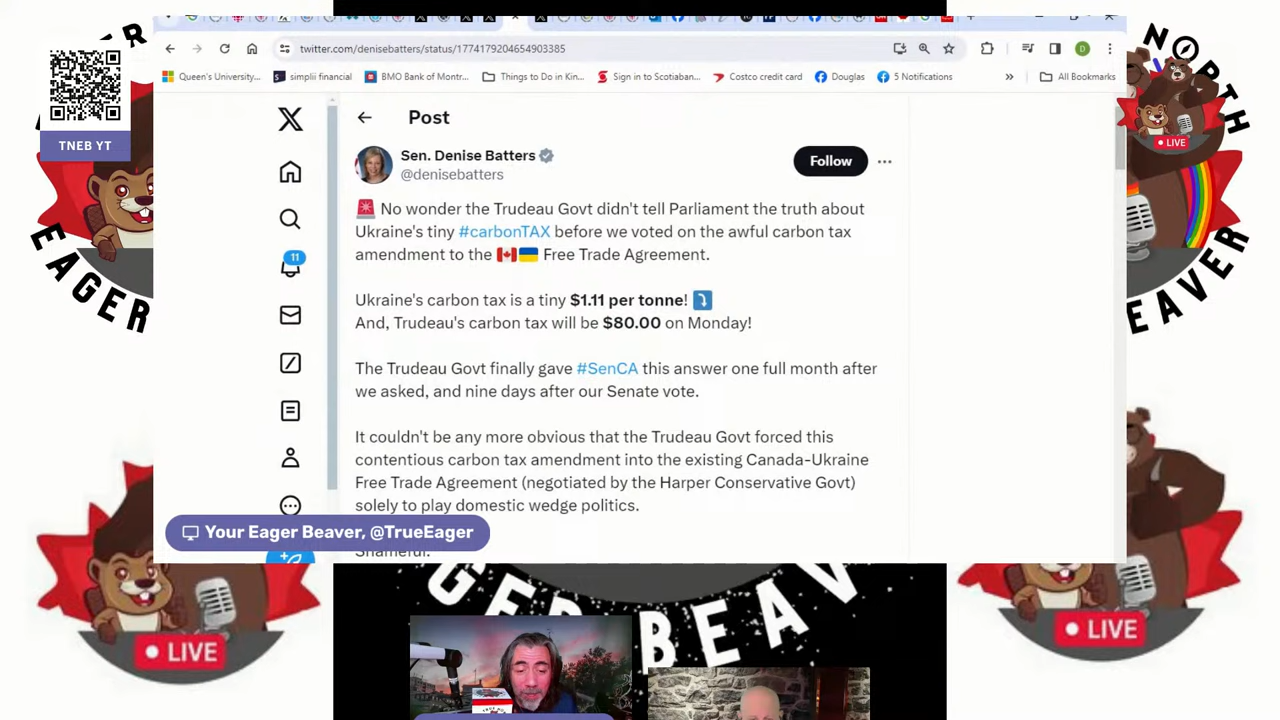 twitter.com/denisebatters/status/1774179204654903385
Queen's University...
simplii financial
BMO Bank of Montr...
Things to Do in Kin...
Sign in to Scotiaban...
Costco credit card
Douglas
5 Notifications
»
All Bookmarks
D
TNEB YT
NORTH
LIVE
EAGER
BEAVER
11
Post
Sen. Denise Batters
@denisebatters
Follow
🚨 No wonder the Trudeau Govt didn't tell Parliament the truth about
Ukraine's tiny #carbonTAX before we voted on the awful carbon tax
amendment to the 🇨🇦🇺🇦 Free Trade Agreement.
Ukraine's carbon tax is a tiny $1.11 per tonne! ⤵️
And, Trudeau's carbon tax will be $80.00 on Monday!
The Trudeau Govt finally gave #SenCA this answer one full month after
we asked, and nine days after our Senate vote.
It couldn't be any more obvious that the Trudeau Govt forced this
contentious carbon tax amendment into the existing Canada-Ukraine
Free Trade Agreement (negotiated by the Harper Conservative Govt)
solely to play domestic wedge politics.
Shameful.
Your Eager Beaver, @TrueEager
GER BEAV
LIVE
LIVE